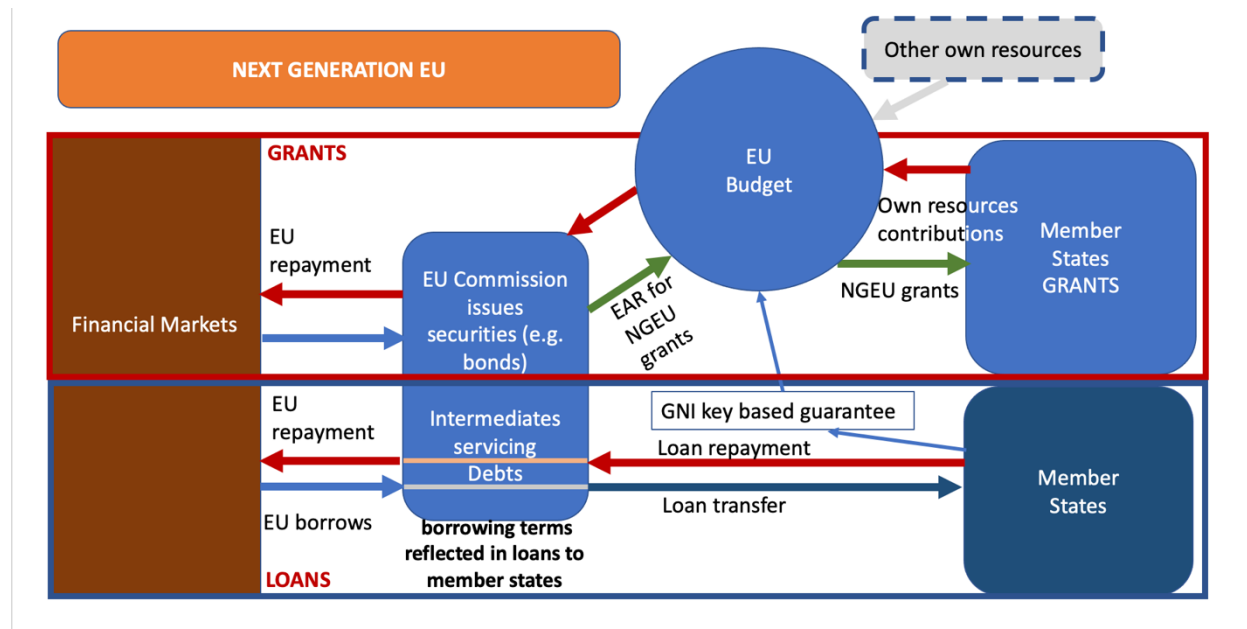 NEXT GENERATION EU
Other own resources
GRANTS
EU
Budget
EU
repayment
Own resources
contributions
Member
States
GRANTS
Financial Markets
EU Commission
issues
securities (e.g.
bonds)
EAR for
NGEU
grants
NGEU grants
EU
repayment
Intermediates
servicing
Debts
GNI key based guarantee
Loan repayment
Member
States
Loan transfer
EU borrows
borrowing terms
reflected in loans to
member states
LOANS